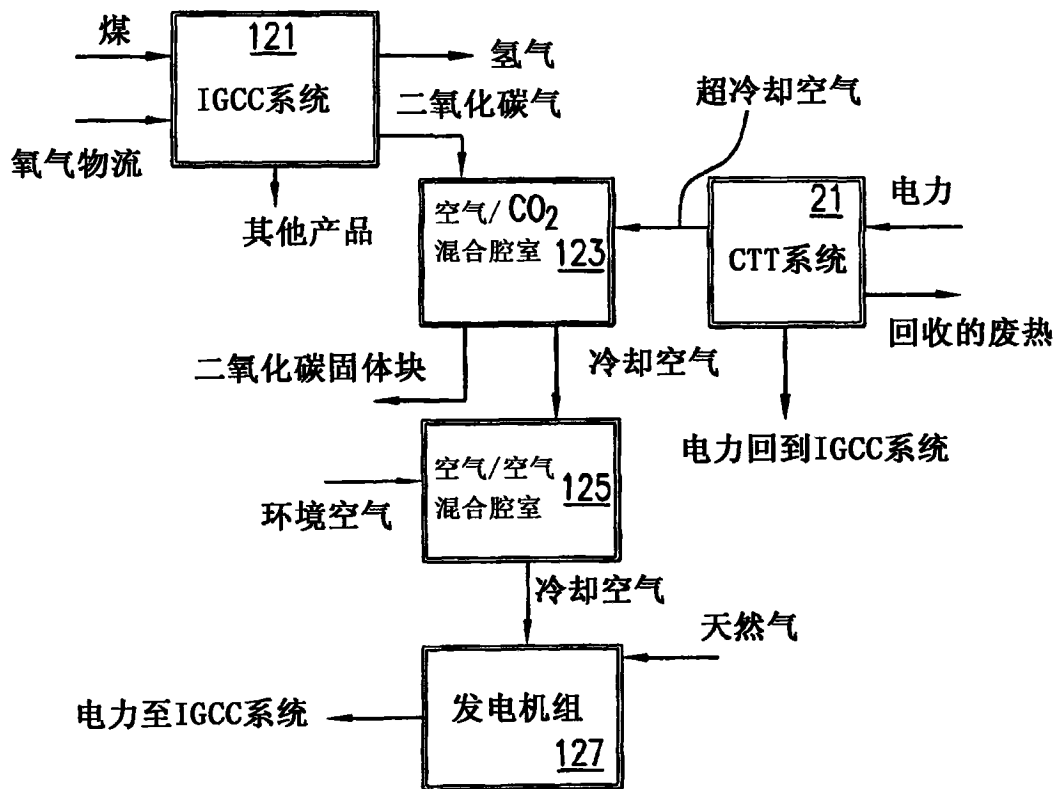 煤
121
IGCC系统
氢气
二氧化碳气
氧气物流
其他产品
超冷却空气
空气/CO₂
混合腔室 123
21
CTT系统
电力
回收的废热
二氧化碳固体块
冷却空气
电力回到IGCC系统
空气/空气
混合腔室 125
环境空气
冷却空气
天然气
发电机组
127
电力至IGCC系统